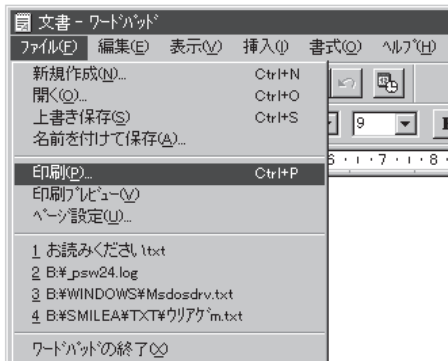 文書 - ワードパッド
ファイル(F) 編集(E) 表示(V) 挿入(I) 書式(O) ヘルプ(H)
新規作成(N)... Ctrl+N
開く(O)... Ctrl+O
上書き保存(S) Ctrl+S
名前を付けて保存(A)...
9
6 · ı · 7 · ı · 8 ·
印刷(P)... Ctrl+P
印刷プレビュー(V)
ページ設定(U)...
1 お読みください\txt
2 B:¥_psw24.log
3 B:¥WINDOWS¥Msdosdrv.txt
4 B:¥SMILEA¥TXT¥ウリアゲm.txt
ワードパッドの終了(X)